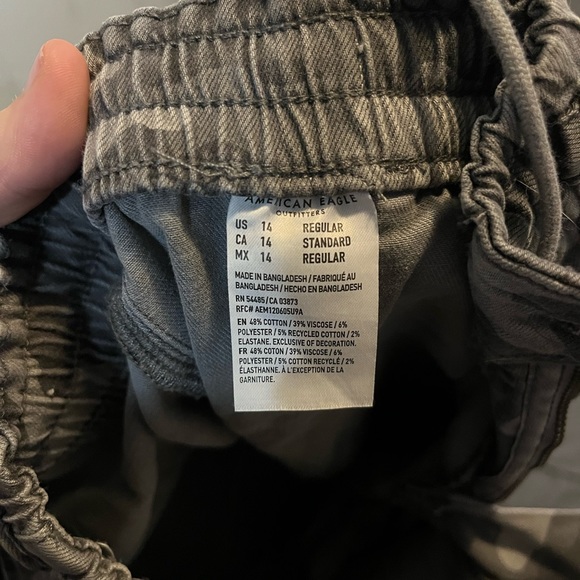 AMERICAN EAGLE
OUTFITTERS
US 14 REGULAR
CA 14 STANDARD
MX 14 REGULAR
MADE IN BANGLADESH / FABRIQUÉ AU
BANGLADESH / HECHO EN BANGLADESH
RN 54485/CA 03873
RFC# AEM120605U9A
EN 48% COTTON / 39% VISCOSE / 6%
POLYESTER / 5% RECYCLED COTTON / 2%
ELASTANE. EXCLUSIVE OF DECORATION.
FR 48% COTON / 39% VISCOSE / 6%
POLYESTER / 5% COTON RECYCLÉ / 2%
ÉLASTHANNE. À L'EXCEPTION DE LA
GARNITURE.